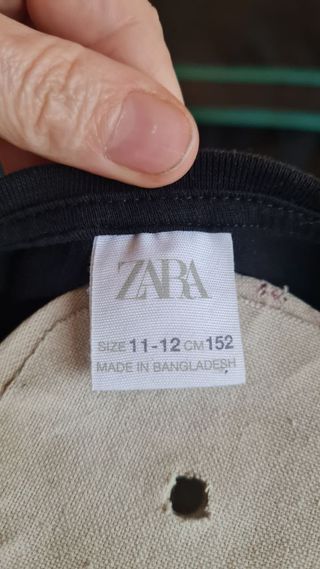 ZARA
SIZE 11-12 CM 152
MADE IN BANGLADESH